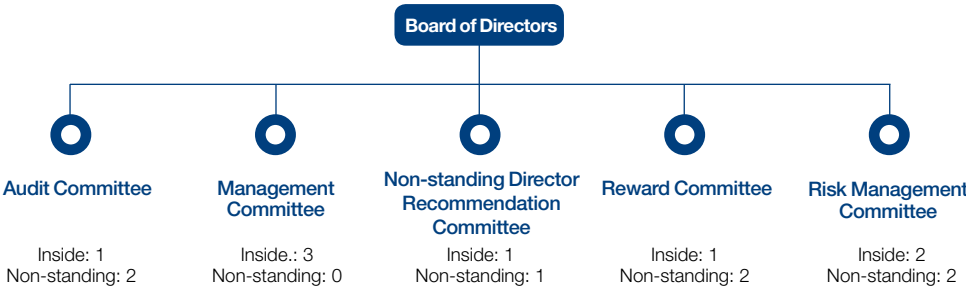 Board of Directors
Audit Committee
Inside: 1
Non-standing: 2
Management
Committee
Inside.: 3
Non-standing: 0
Non-standing Director
Recommendation
Committee
Inside: 1
Non-standing: 1
Reward Committee
Inside: 1
Non-standing: 2
Risk Management
Committee
Inside: 2
Non-standing: 2